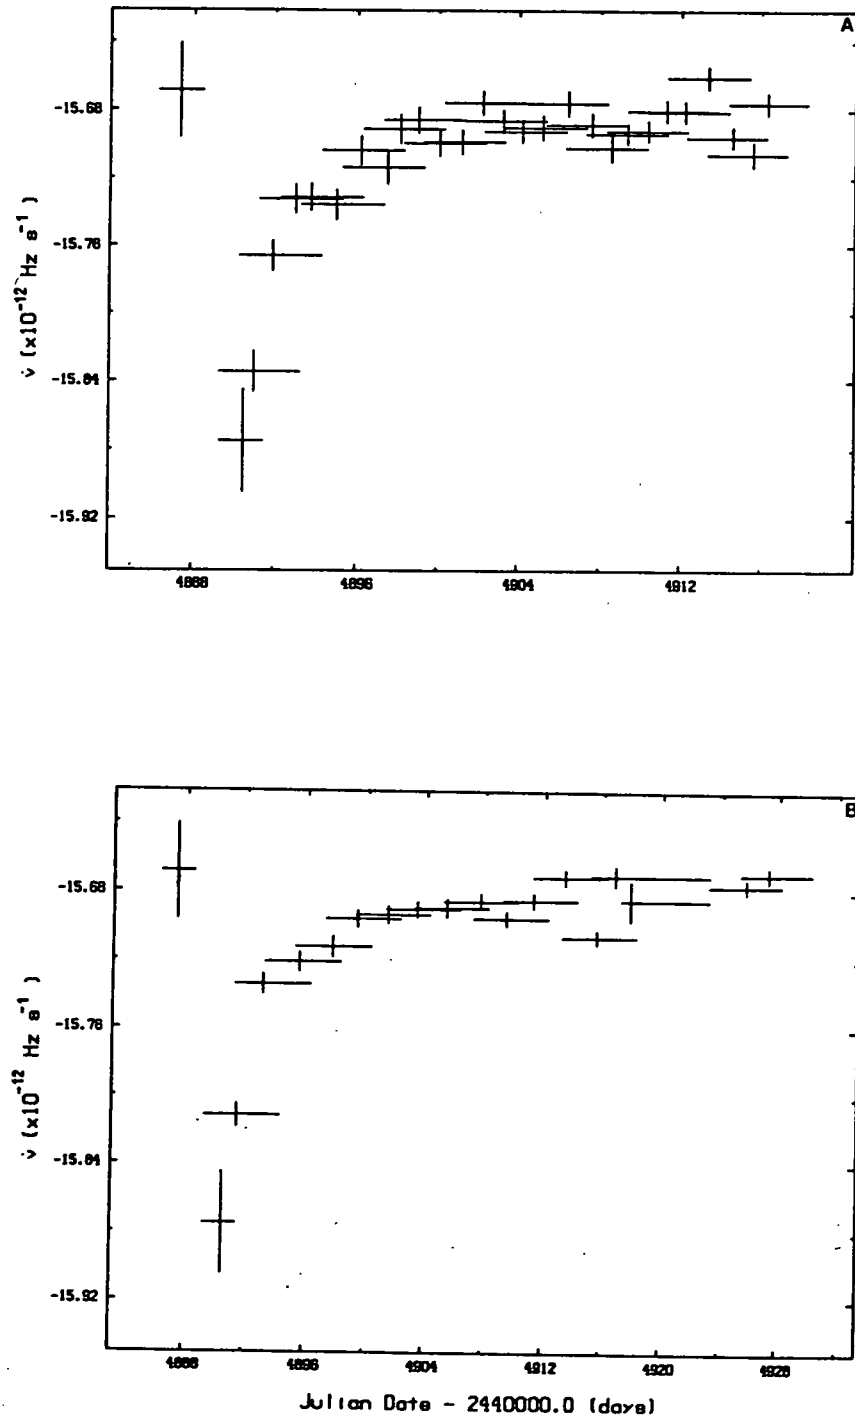 A
-15.68
-15.76
-15.84
-15.92
ν̇ (x10⁻¹² Hz s⁻¹)
4888 4896 4904 4912
B
-15.68
-15.76
-15.84
-15.92
ν̇ (x10⁻¹² Hz s⁻¹)
4888 4896 4904 4912 4920 4928
Julian Date - 2440000.0 (days)